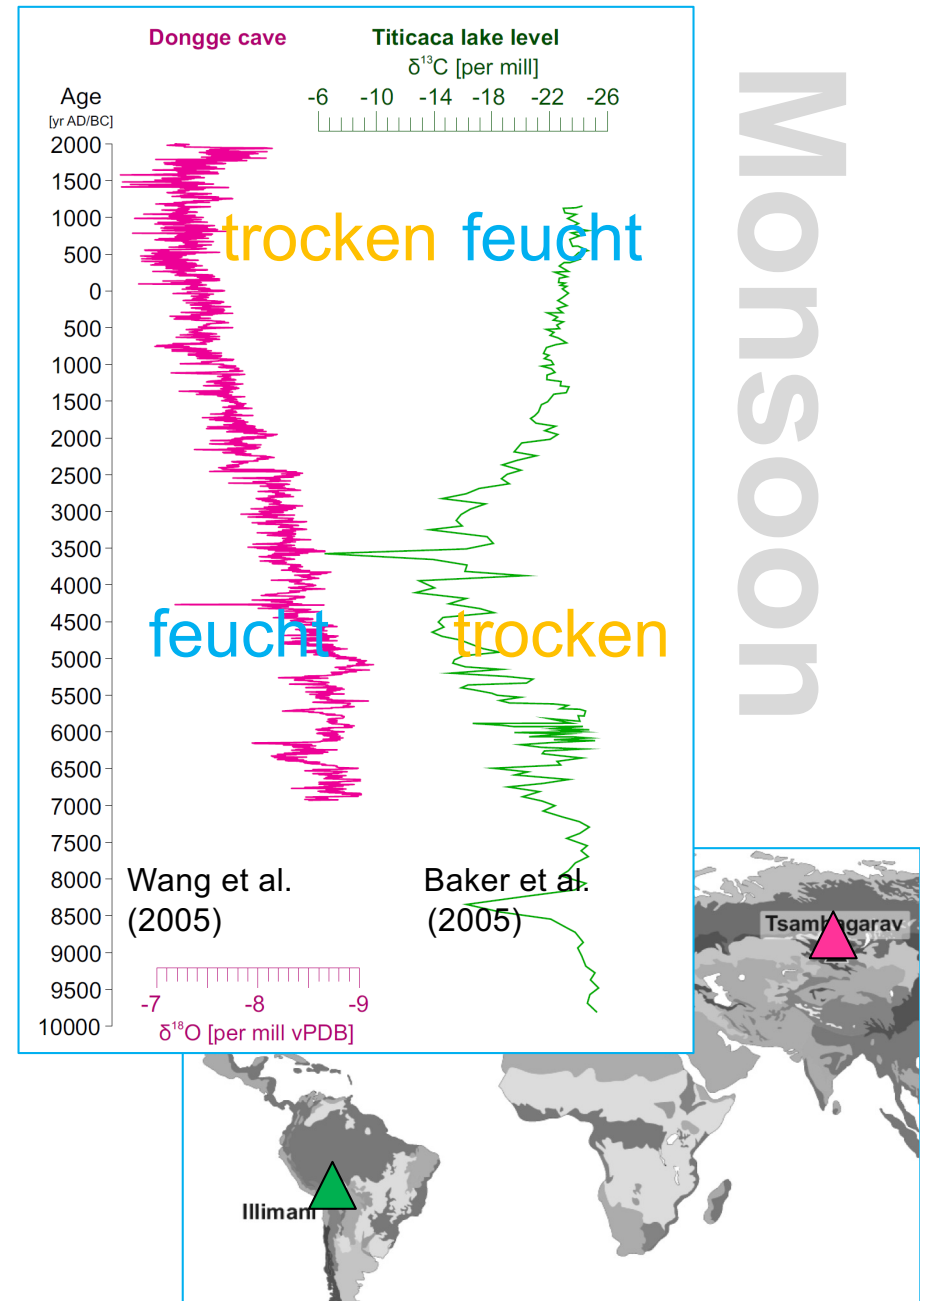 Dongge cave
Titicaca lake level
δ¹³C [per mill]
-6 -10 -14 -18 -22 -26
Age
[yr AD/BC]
2000
1500
1000
500
0
500
1000
1500
2000
2500
3000
3500
4000
4500
5000
5500
6000
6500
7000
7500
8000
8500
9000
9500
10000
trocken feucht
feucht trocken
Wang et al.
(2005)
Baker et al.
(2005)
-7 -8 -9
δ¹⁸O [per mill vPDB]
Monsoon
Tsambagarav
Illimani